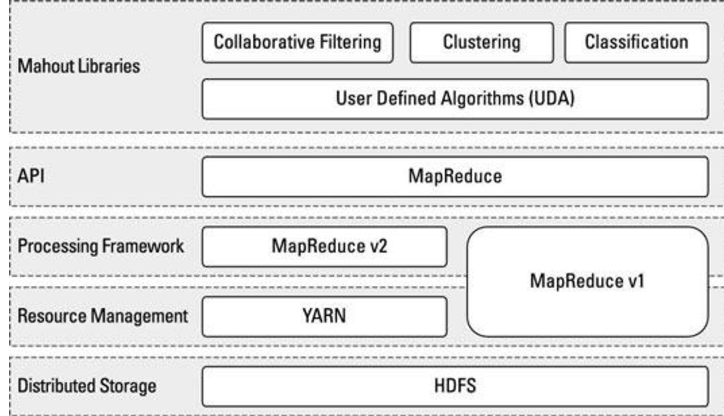 Collaborative Filtering
Clustering
Classification
Mahout Libraries
User Defined Algorithms (UDA)
API
MapReduce
Processing Framework
MapReduce v2
MapReduce v1
Resource Management
YARN
Distributed Storage
HDFS